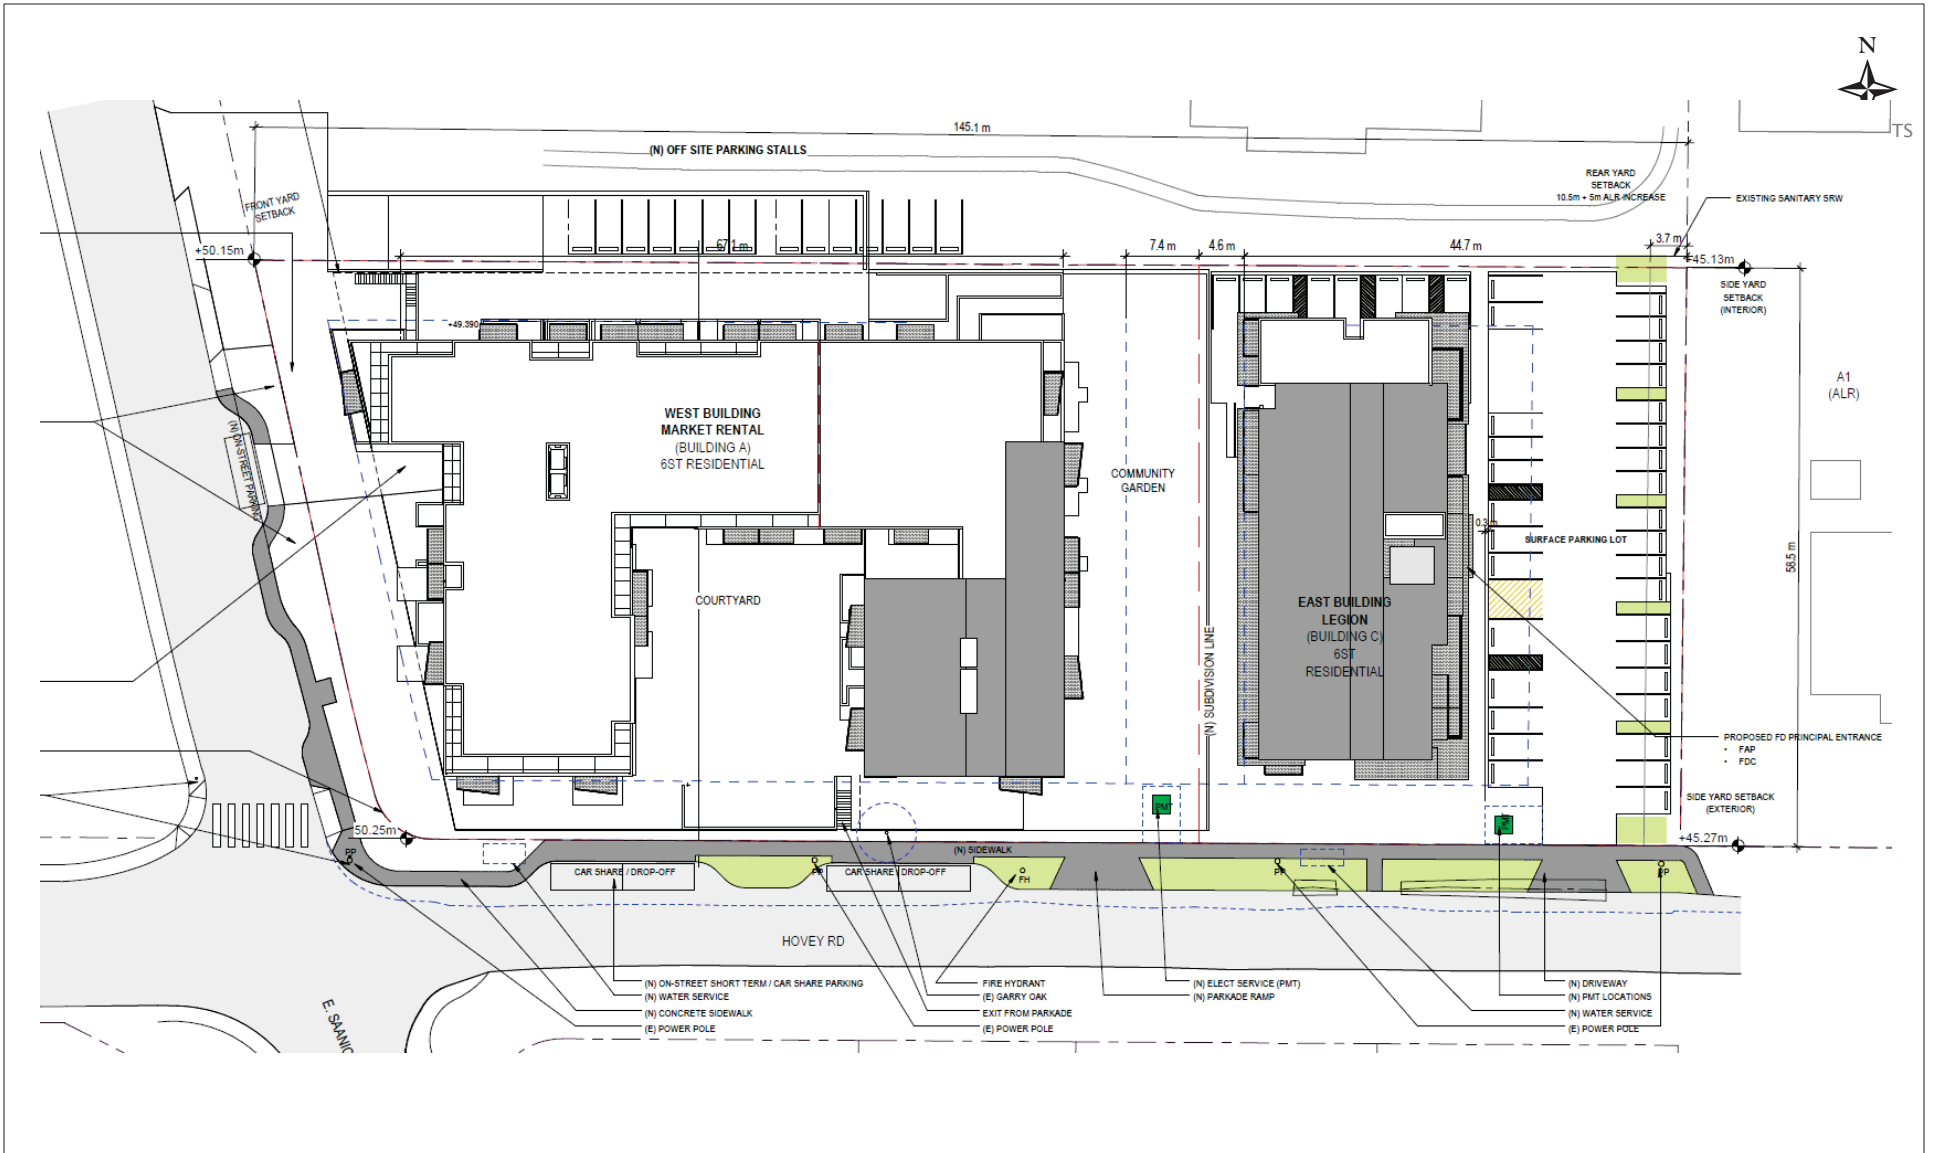 N
TS
145.1 m
(N) OFF SITE PARKING STALLS
REAR YARD
SETBACK
10.5m + 5m ALR INCREASE
EXISTING SANITARY SRW
FRONT YARD
SETBACK
+50.15m
67.1 m
7.4 m
4.6 m
44.7 m
3.7 m
+45.13m
SIDE YARD
SETBACK
(INTERIOR)
+49.390
A1
(ALR)
WEST BUILDING
MARKET RENTAL
(BUILDING A)
6ST RESIDENTIAL
(N) ON-STREET PARKING
COMMUNITY
GARDEN
0.3 m
SURFACE PARKING LOT
58.5 m
COURTYARD
EAST BUILDING
LEGION
(BUILDING C)
6ST
RESIDENTIAL
(N) SUBDIVISION LINE
PROPOSED FD PRINCIPAL ENTRANCE
• FAP
• FDC
SIDE YARD SETBACK
(EXTERIOR)
PMT
PMT
50.25m
+45.27m
(N) SIDEWALK
PP
CAR SHARE / DROP-OFF
PP
CAR SHARE / DROP-OFF
FH
PP
PP
HOVEY RD
E. SAANIC
(N) ON-STREET SHORT TERM / CAR SHARE PARKING
(N) WATER SERVICE
(N) CONCRETE SIDEWALK
(E) POWER POLE
FIRE HYDRANT
(E) GARRY OAK
EXIT FROM PARKADE
(E) POWER POLE
(N) ELECT SERVICE (PMT)
(N) PARKADE RAMP
(N) DRIVEWAY
(N) PMT LOCATIONS
(N) WATER SERVICE
(E) POWER POLE